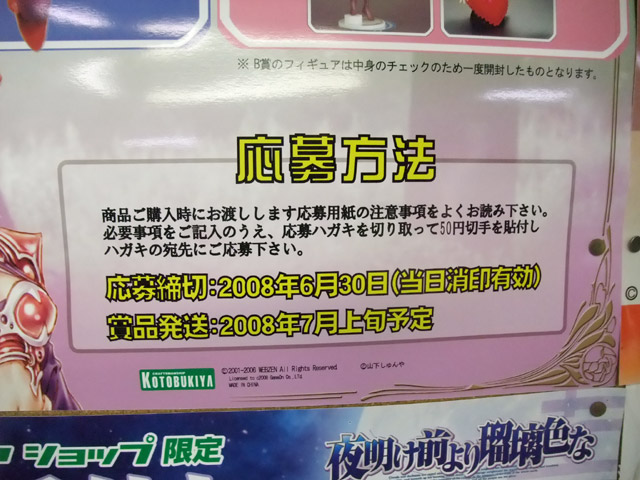 ※ B賞のフィギュアは中身のチェックのため一度開封したものとなります。
応募方法
商品ご購入時にお渡しします応募用紙の注意事項をよくお読み下さい。
必要事項をご記入のうえ、応募ハガキを切り取って50円切手を貼付し
ハガキの宛先にご応募下さい。
応募締切：2008年6月30日(当日消印有効)
賞品発送：2008年7月上旬予定
KOTOBUKIYA
©2001-2006 WEBZEN All Rights Reserved.
©山下しゅんや
Licensed to c2006 GameOn Co.,Ltd.
MADE IN CHINA
ショップ 限定
夜明け前より瑠璃色な